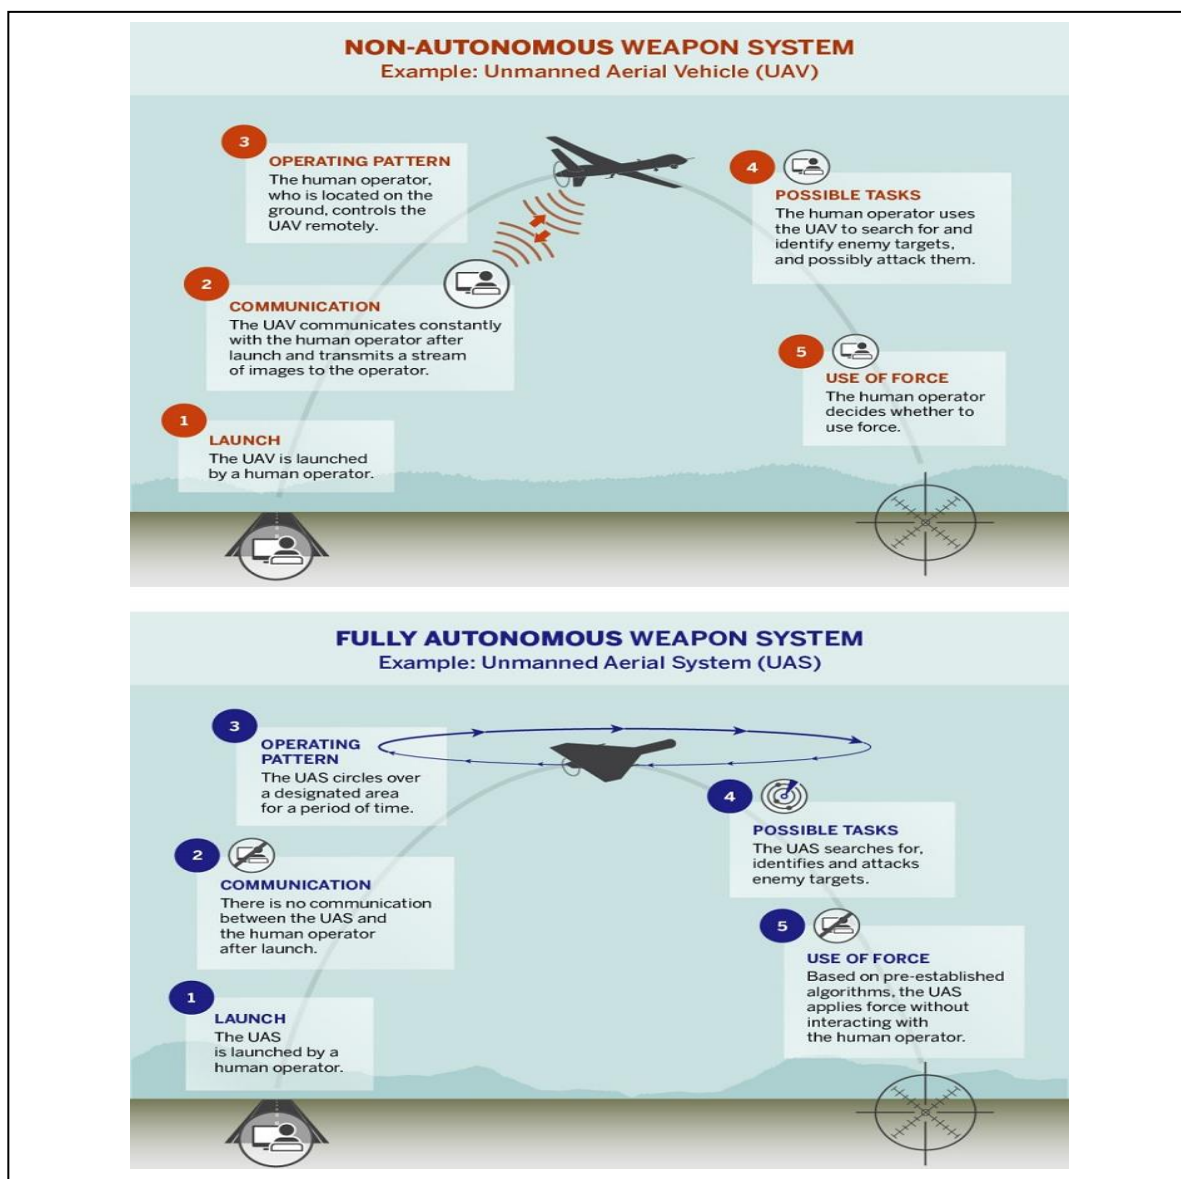 NON-AUTONOMOUS WEAPON SYSTEM
Example: Unmanned Aerial Vehicle (UAV)
1
LAUNCH
The UAV is launched
by a human operator.
2
COMMUNICATION
The UAV communicates constantly
with the human operator after
launch and transmits a stream
of images to the operator.
3
OPERATING PATTERN
The human operator,
who is located on the
ground, controls the
UAV remotely.
4
POSSIBLE TASKS
The human operator uses
the UAV to search for and
identify enemy targets,
and possibly attack them.
5
USE OF FORCE
The human operator
decides whether to
use force.
FULLY AUTONOMOUS WEAPON SYSTEM
Example: Unmanned Aerial System (UAS)
1
LAUNCH
The UAS
is launched by a
human operator.
2
COMMUNICATION
There is no communication
between the UAS and
the human operator
after launch.
3
OPERATING
PATTERN
The UAS circles over
a designated area
for a period of time.
4
POSSIBLE TASKS
The UAS searches for,
identifies and attacks
enemy targets.
5
USE OF FORCE
Based on pre-established
algorithms, the UAS
applies force without
interacting with
the human operator.